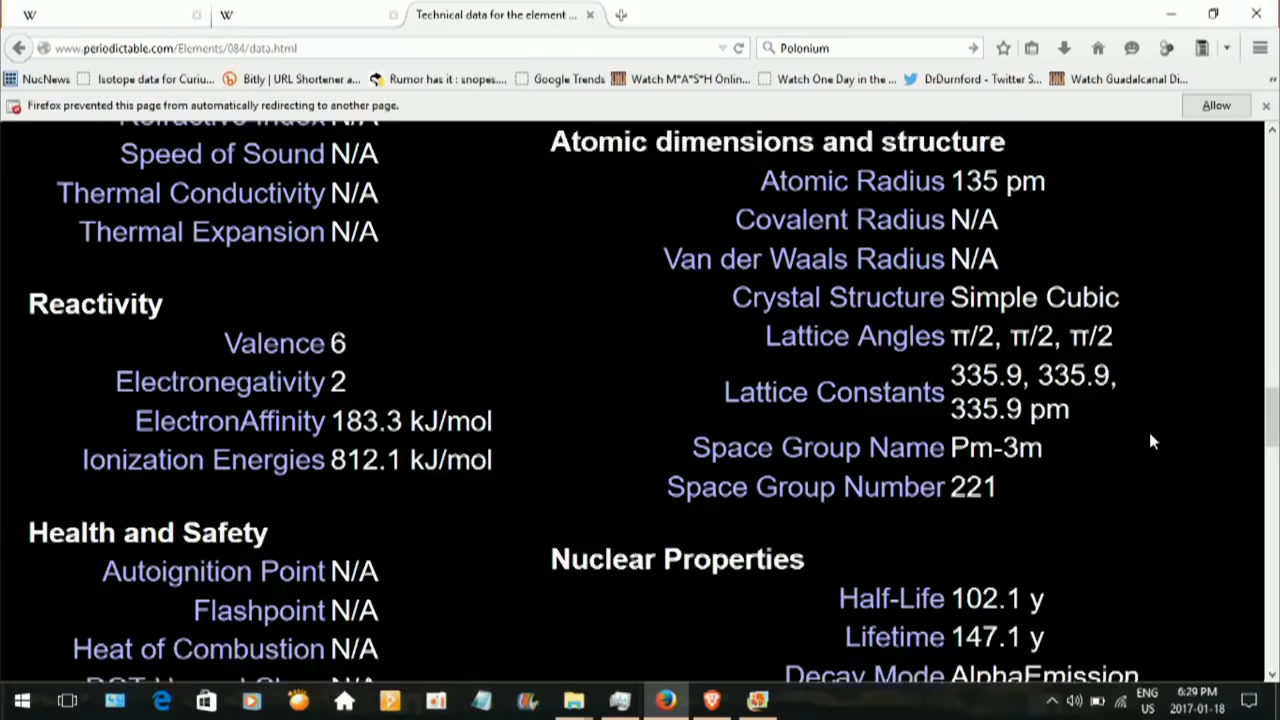 W
W
Technical data for the element ...
www.periodictable.com/Elements/084/data.html
Polonium
NucNews
Isotope data for Curiu...
Bitly | URL Shortener a...
Rumor has it : snopes....
Google Trends
Watch M*A*S*H Onlin...
Watch One Day in the ...
DrDurnford - Twitter S...
Watch Guadalcanal Di...
Firefox prevented this page from automatically redirecting to another page.
Allow
Refractive Index N/A
Speed of Sound N/A
Thermal Conductivity N/A
Thermal Expansion N/A
Reactivity
Valence 6
Electronegativity 2
ElectronAffinity 183.3 kJ/mol
Ionization Energies 812.1 kJ/mol
Health and Safety
Autoignition Point N/A
Flashpoint N/A
Heat of Combustion N/A
Atomic dimensions and structure
Atomic Radius 135 pm
Covalent Radius N/A
Van der Waals Radius N/A
Crystal Structure Simple Cubic
Lattice Angles π/2, π/2, π/2
Lattice Constants 335.9, 335.9,
335.9 pm
Space Group Name Pm-3m
Space Group Number 221
Nuclear Properties
Half-Life 102.1 y
Lifetime 147.1 y
Decay Mode AlphaEmission
ENG
US
6:29 PM
2017-01-18